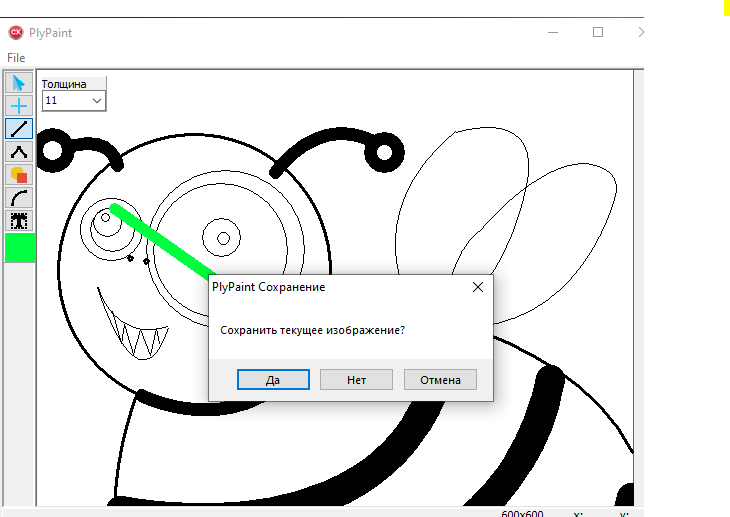 PlyPaint
File
Толщина
11
PlyPaint Сохранение
Сохранить текущее изображение?
Да
Нет
Отмена
600x600
x:
y: